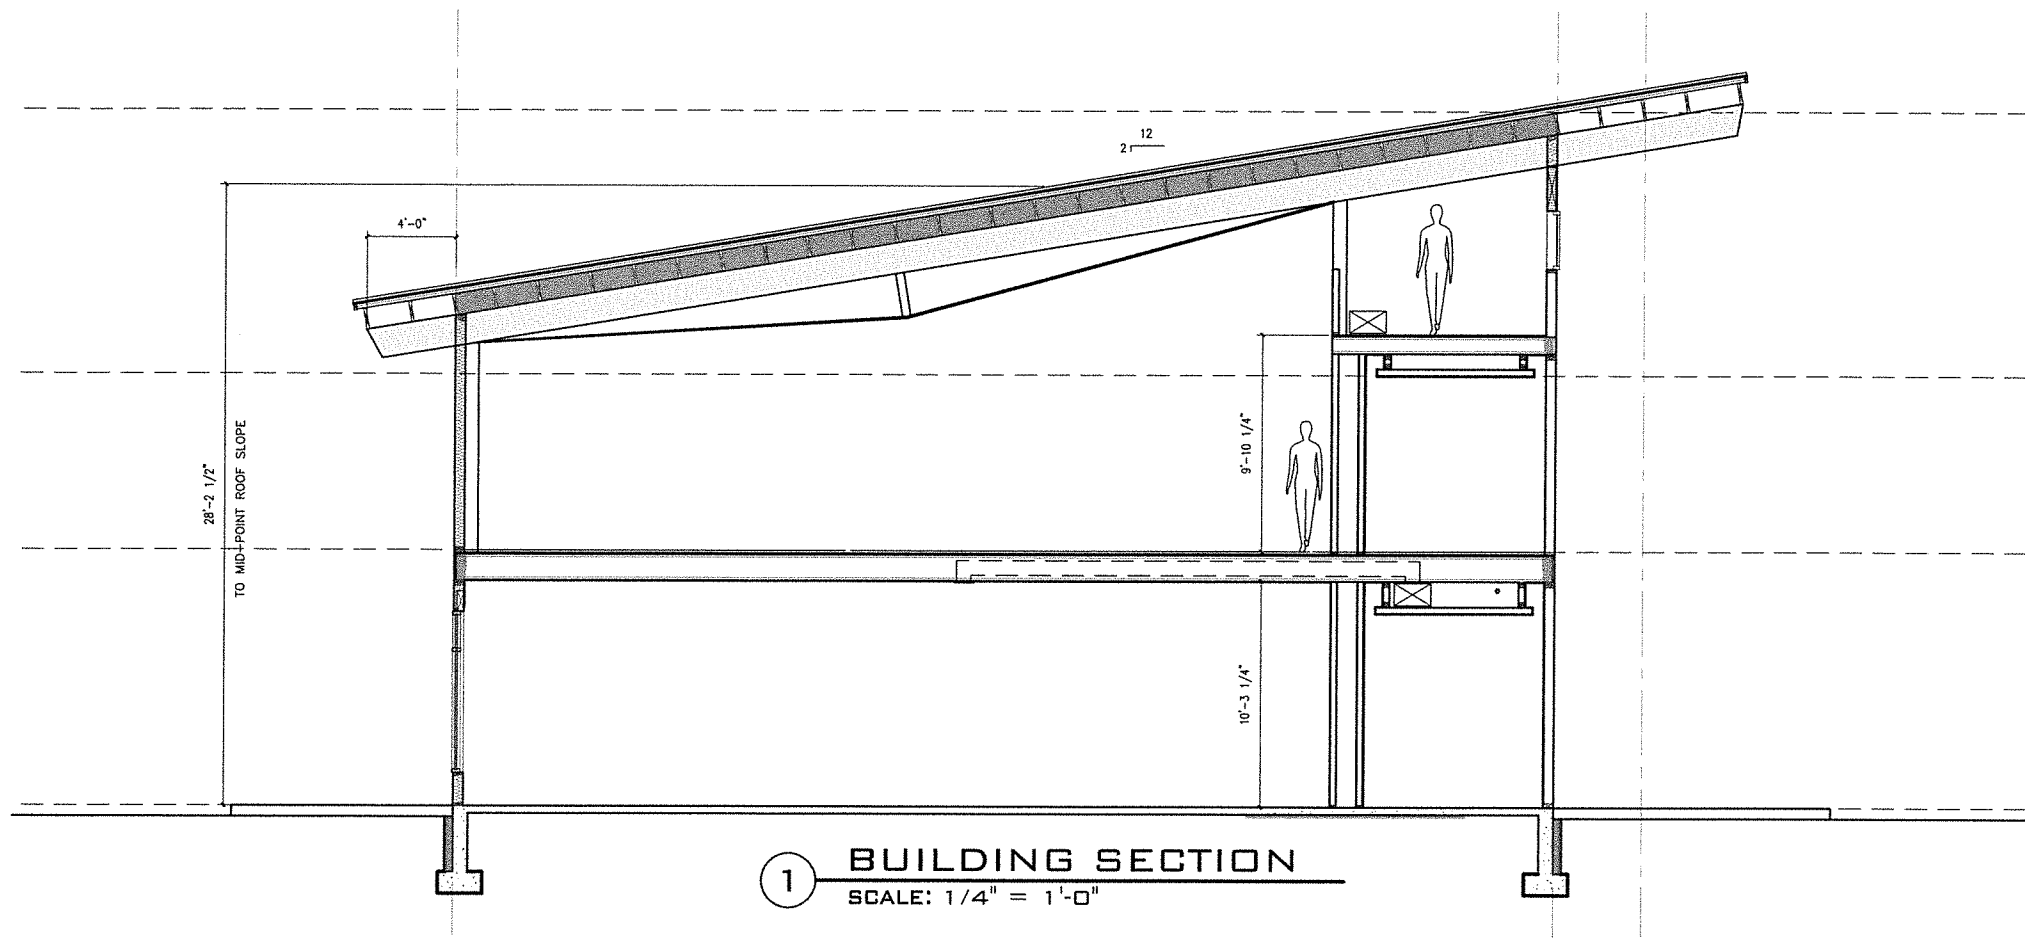 12
2
4'-0"
28'-2 1/2"
TO MID-POINT ROOF SLOPE
9'-10 1/4"
10'-3 1/4"
1
BUILDING SECTION
SCALE: 1/4" = 1'-0"